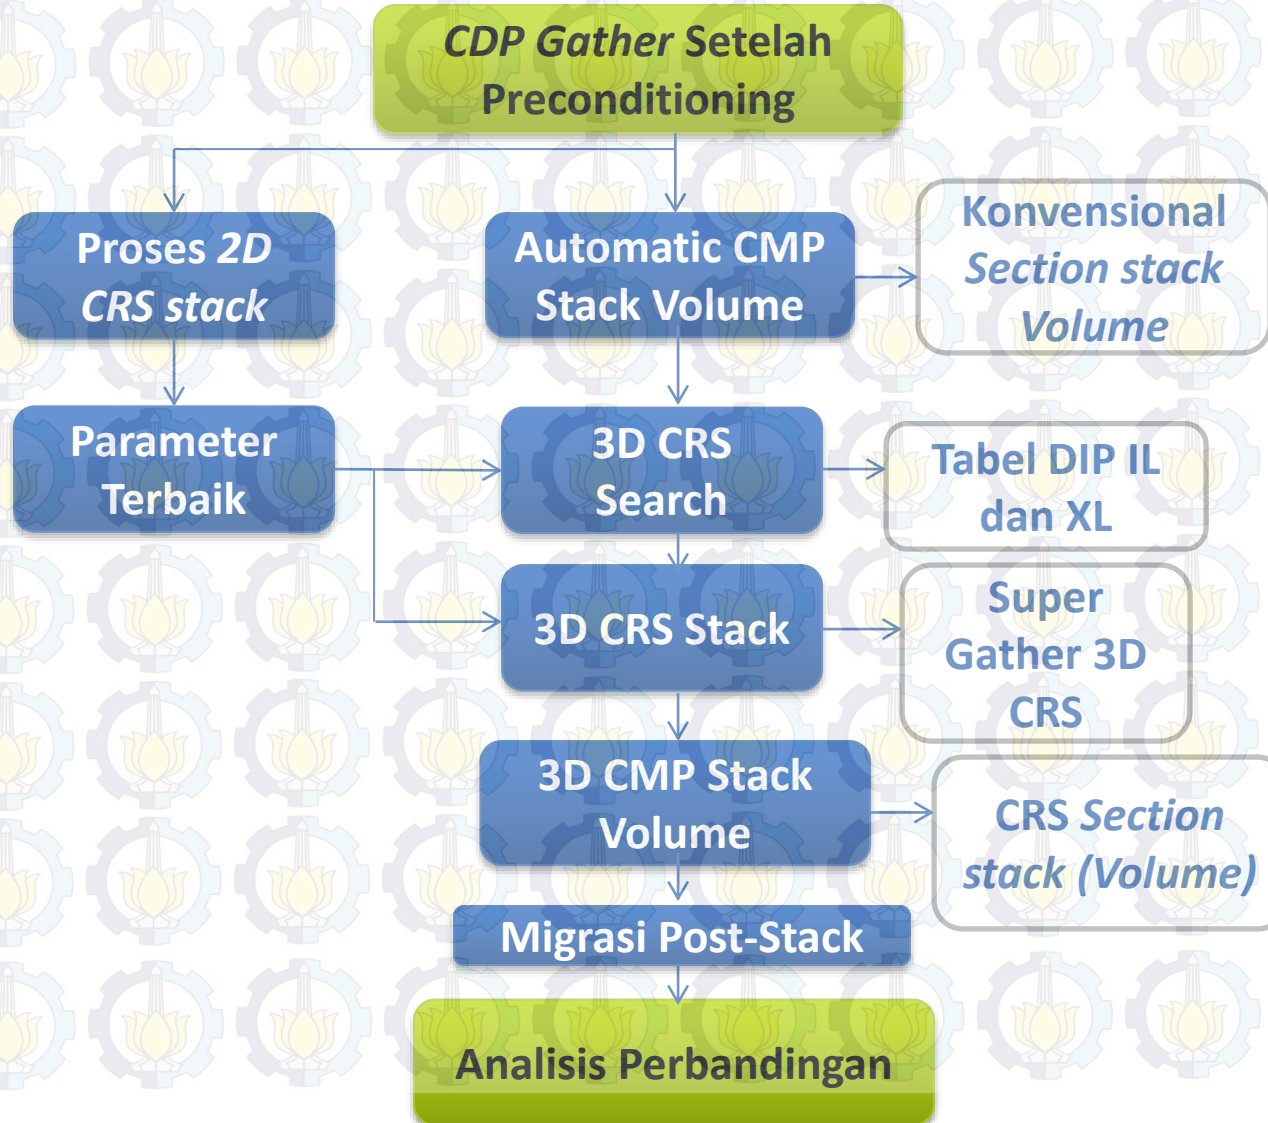 CDP Gather Setelah
Preconditioning
Proses 2D
CRS stack
Automatic CMP
Stack Volume
Konvensional
Section stack
Volume
Parameter
Terbaik
3D CRS
Search
Tabel DIP IL
dan XL
3D CRS Stack
Super
Gather 3D
CRS
3D CMP Stack
Volume
CRS Section
stack (Volume)
Migrasi Post-Stack
Analisis Perbandingan